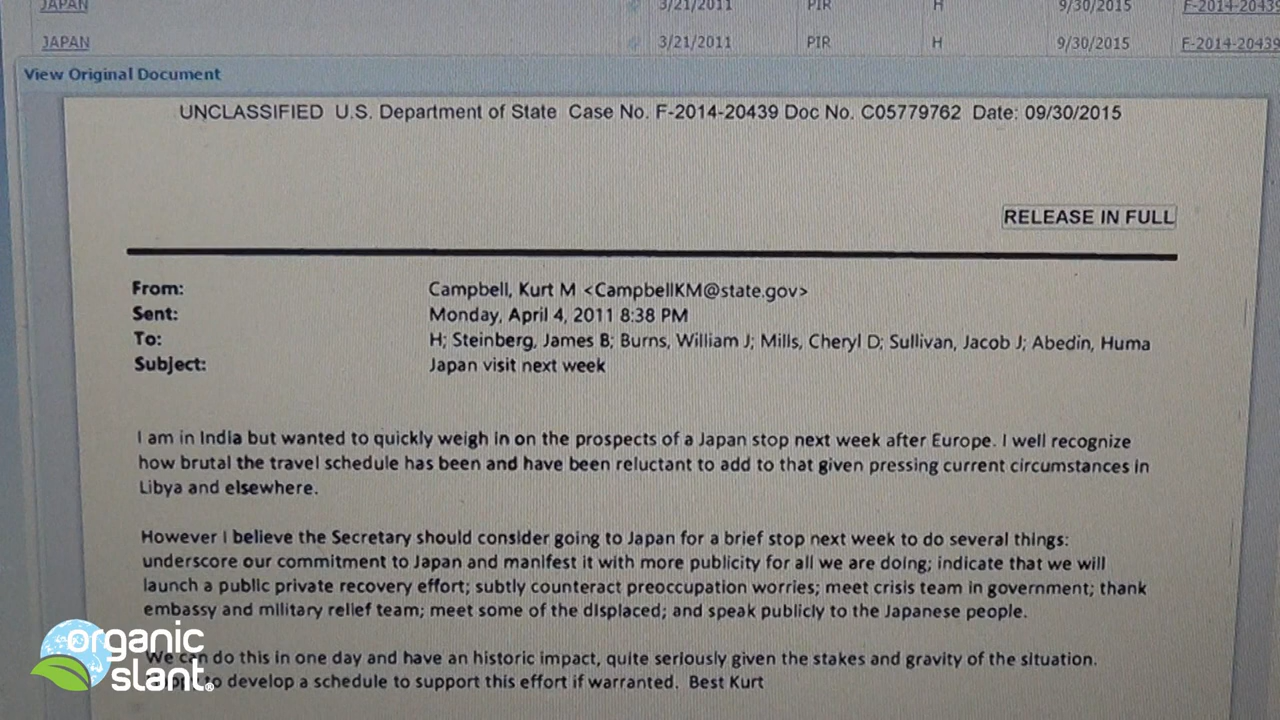 JAPAN 3/21/2011 PIR H 9/30/2015 F-2014-20439
JAPAN 3/21/2011 PIR H 9/30/2015 F-2014-20439
View Original Document
UNCLASSIFIED U.S. Department of State Case No. F-2014-20439 Doc No. C05779762 Date: 09/30/2015
RELEASE IN FULL
From: Campbell, Kurt M <CampbellKM@state.gov>
Sent: Monday, April 4, 2011 8:38 PM
To: H; Steinberg, James B; Burns, William J; Mills, Cheryl D; Sullivan, Jacob J; Abedin, Huma
Subject: Japan visit next week
I am in India but wanted to quickly weigh in on the prospects of a Japan stop next week after Europe. I well recognize
how brutal the travel schedule has been and have been reluctant to add to that given pressing current circumstances in
Libya and elsewhere.
However I believe the Secretary should consider going to Japan for a brief stop next week to do several things:
underscore our commitment to Japan and manifest it with more publicity for all we are doing; indicate that we will
launch a public private recovery effort; subtly counteract preoccupation worries; meet crisis team in government; thank
embassy and military relief team; meet some of the displaced; and speak publicly to the Japanese people.
We can do this in one day and have an historic impact, quite seriously given the stakes and gravity of the situation.
to develop a schedule to support this effort if warranted. Best Kurt
organic
slant®